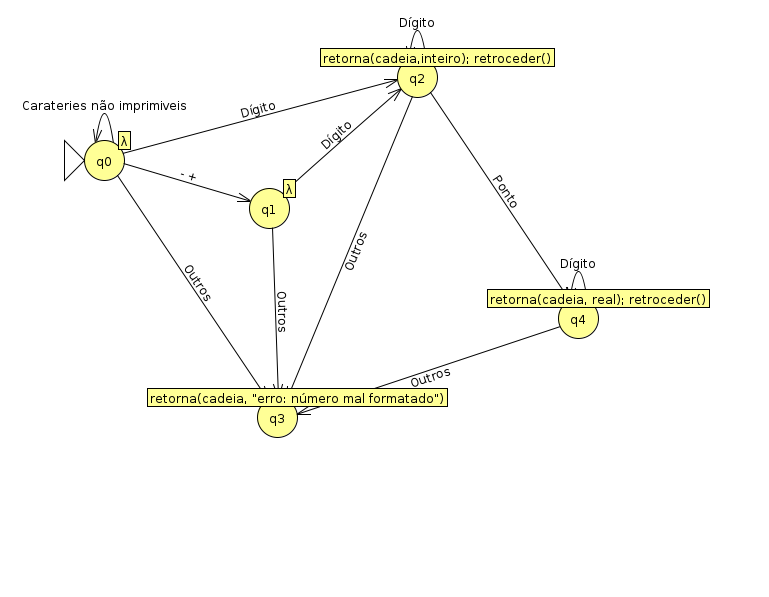 Dígito
retorna(cadeia,inteiro); retroceder()
q2
Carateries não imprimiveis
Dígito
λ
q0
Dígito
- +
λ
q1
Ponto
Outros
Outros
Outros
Dígito
retorna(cadeia, real); retroceder()
q4
Outros
retorna(cadeia, "erro: número mal formatado")
q3